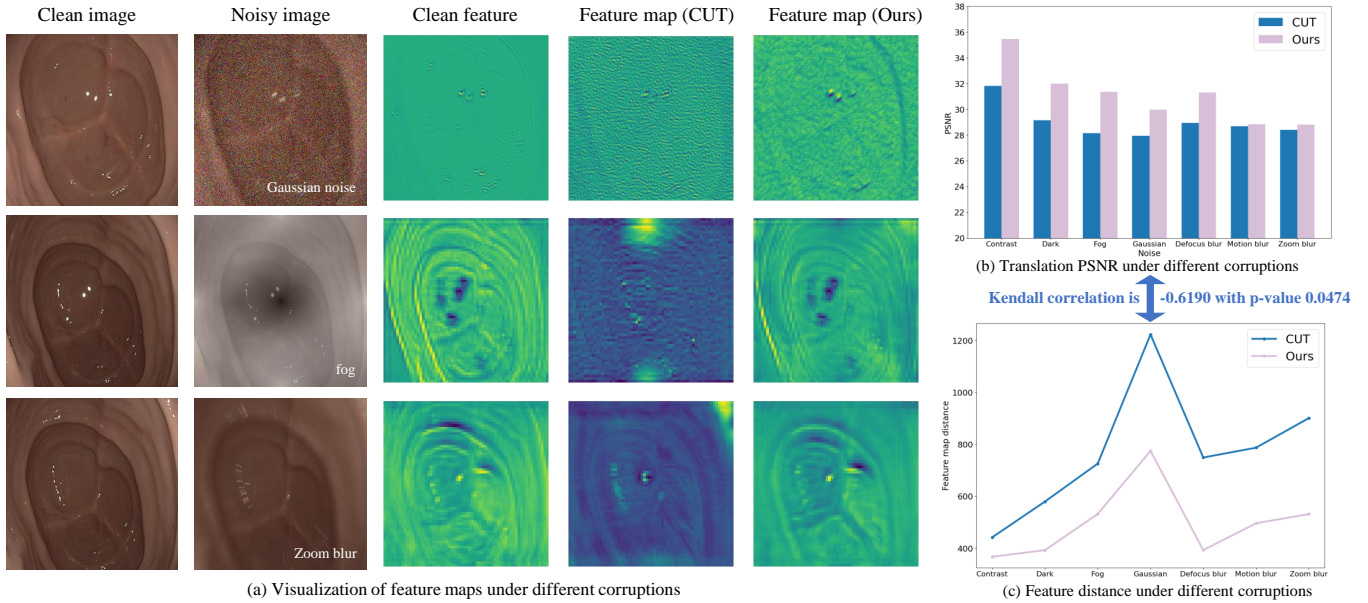 Clean image
Noisy image
Clean feature
Feature map (CUT)
Feature map (Ours)
Gaussian noise
fog
Zoom blur
(a) Visualization of feature maps under different corruptions
38
36
34
32
30
28
26
24
22
20
PSNR
CUT
Ours
Contrast
Dark
Fog
Gaussian
Defocus blur
Motion blur
Zoom blur
Noise
(b) Translation PSNR under different corruptions
Kendall correlation is -0.6190 with p-value 0.0474
1200
1000
800
600
400
Feature map distance
CUT
Ours
Contrast
Dark
Fog
Gaussian
Defocus blur
Motion blur
Zoom blur
(c) Feature distance under different corruptions